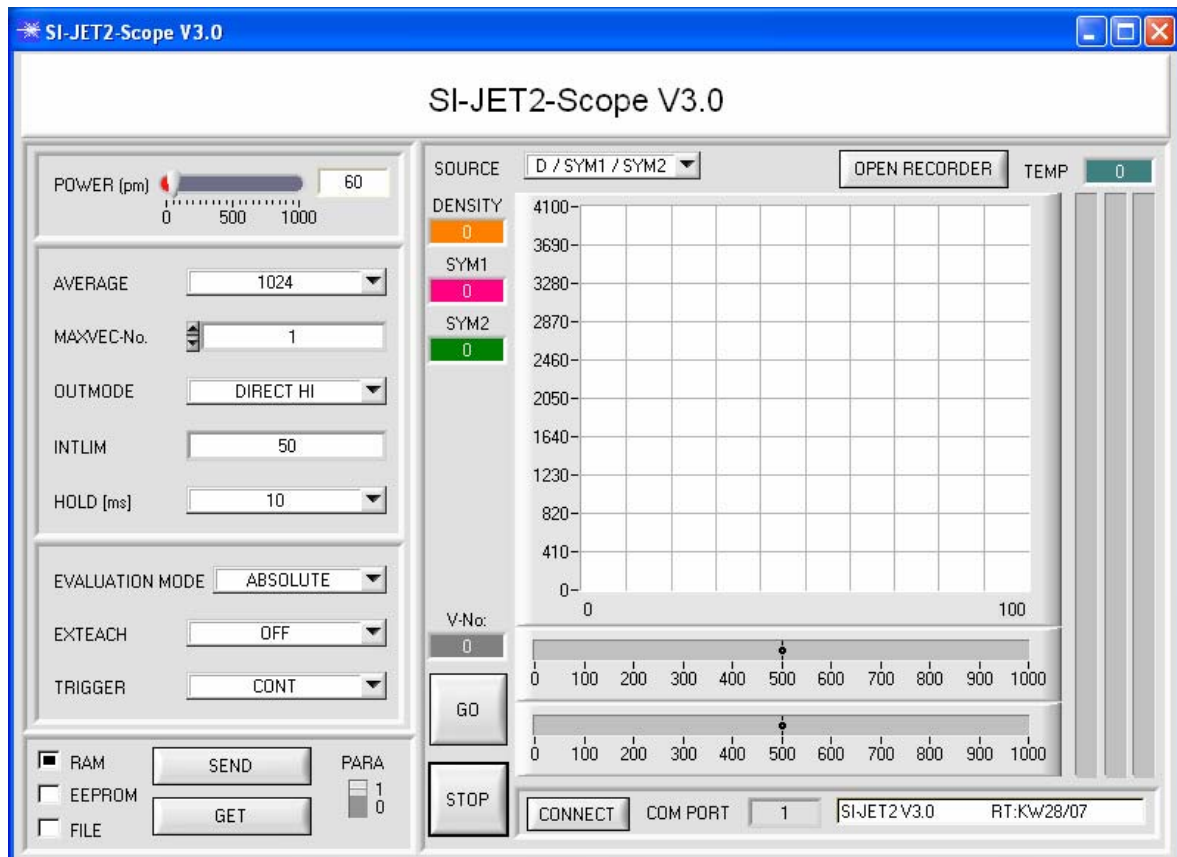 SI-JET2-Scope V3.0
SI-JET2-Scope V3.0
POWER (pm)
60
0 500 1000
AVERAGE 1024
MAXVEC-No. 1
OUTMODE DIRECT HI
INTLIM 50
HOLD [ms] 10
EVALUATION MODE ABSOLUTE
EXTEACH OFF
TRIGGER CONT
RAM
EEPROM
FILE
SEND
GET
PARA
1
0
SOURCE D / SYM1 / SYM2
OPEN RECORDER
TEMP 0
DENSITY
0
SYM1
0
SYM2
0
4100
3690
3280
2870
2460
2050
1640
1230
820
410
0
0 100
V-No:
0
0 100 200 300 400 500 600 700 800 900 1000
0 100 200 300 400 500 600 700 800 900 1000
GO
STOP
CONNECT COM PORT 1 SI-JET2 V3.0 RT:KW28/07